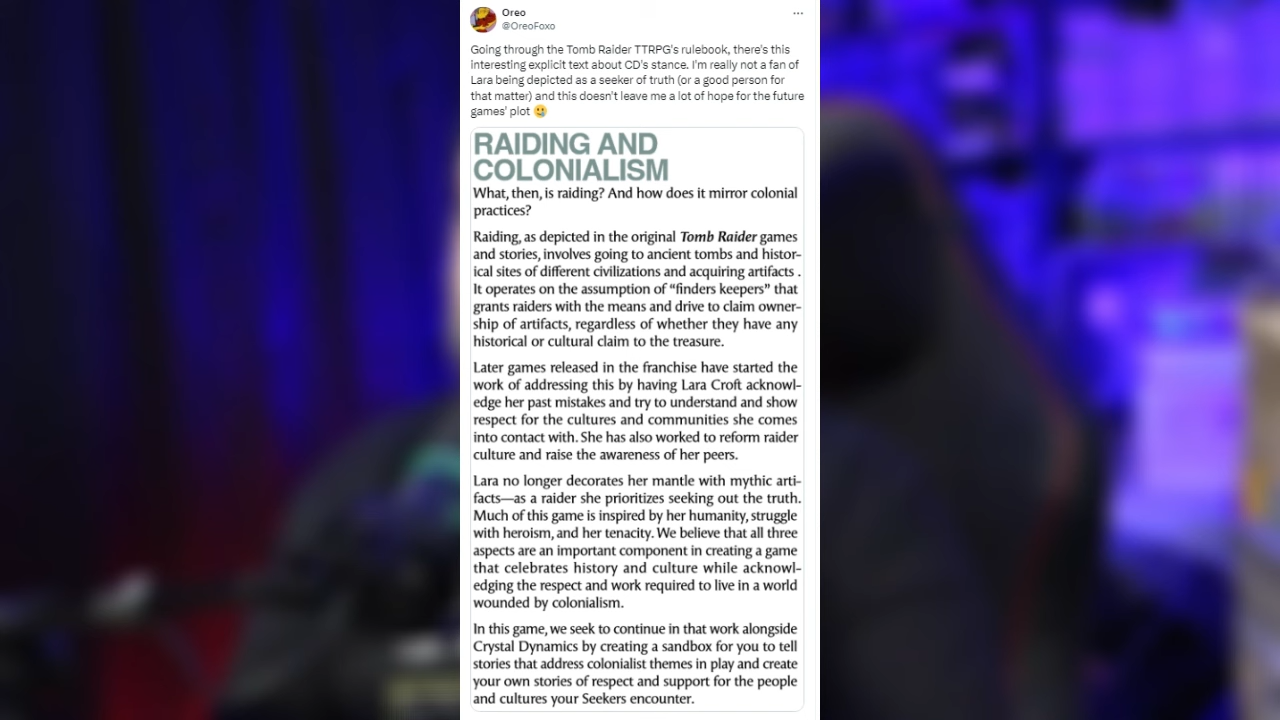 Oreo
@OreoFoxo
Going through the Tomb Raider TTRPG's rulebook, there's this
interesting explicit text about CD's stance. I'm really not a fan of
Lara being depicted as a seeker of truth (or a good person for
that matter) and this doesn't leave me a lot of hope for the future
games' plot 🥲
RAIDING AND
COLONIALISM
What, then, is raiding? And how does it mirror colonial
practices?
Raiding, as depicted in the original Tomb Raider games
and stories, involves going to ancient tombs and histor-
ical sites of different civilizations and acquiring artifacts .
It operates on the assumption of “finders keepers” that
grants raiders with the means and drive to claim owner-
ship of artifacts, regardless of whether they have any
historical or cultural claim to the treasure.
Later games released in the franchise have started the
work of addressing this by having Lara Croft acknowl-
edge her past mistakes and try to understand and show
respect for the cultures and communities she comes
into contact with. She has also worked to reform raider
culture and raise the awareness of her peers.
Lara no longer decorates her mantle with mythic arti-
facts—as a raider she prioritizes seeking out the truth.
Much of this game is inspired by her humanity, struggle
with heroism, and her tenacity. We believe that all three
aspects are an important component in creating a game
that celebrates history and culture while acknowl-
edging the respect and work required to live in a world
wounded by colonialism.
In this game, we seek to continue in that work alongside
Crystal Dynamics by creating a sandbox for you to tell
stories that address colonialist themes in play and create
your own stories of respect and support for the people
and cultures your Seekers encounter.